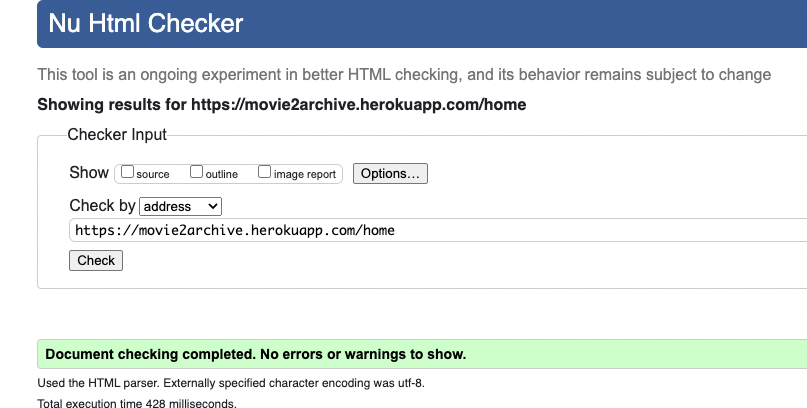 Nu Html Checker
This tool is an ongoing experiment in better HTML checking, and its behavior remains subject to change
Showing results for https://movie2archive.herokuapp.com/home
Checker Input
Show source outline image report Options...
Check by address
https://movie2archive.herokuapp.com/home
Check
Document checking completed. No errors or warnings to show.
Used the HTML parser. Externally specified character encoding was utf-8.
Total execution time 428 milliseconds.